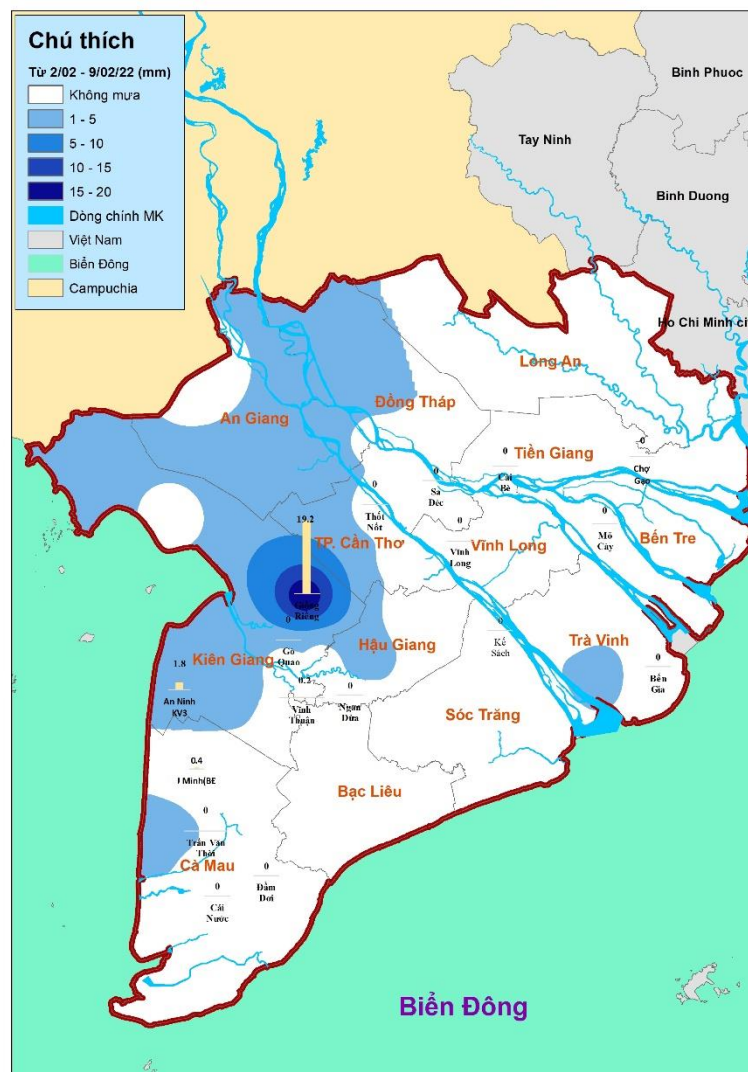 Chú thích
Từ 2/02 - 9/02/22 (mm)
Không mưa
1 - 5
5 - 10
10 - 15
15 - 20
Dòng chính MK
Việt Nam
Biển Đông
Campuchia
Binh Phuoc
Tay Ninh
Binh Duong
Ho Chi Minh ci
Long An
Đồng Tháp
An Giang
Tiền Giang
0
Cái
Bè
0
Chợ
Gạo
0
Sa
Đéc
0
Thốt
Nốt
19.2
TP. Cần Thơ
0
Vĩnh
Long
Vĩnh Long
0
Mỏ
Cày
Bến Tre
Riềng
0
Gò
Quao
Kiên Giang
Hậu Giang
0
Kế
Sách
Trà Vinh
0
Bến
Gia
1.8
An Ninh
KV3
0.2
Vĩnh
Thuận
0
Ngan
Dừa
Sóc Trăng
0.4
J Minh(BĐ
Bạc Liêu
0
Trần Văn
Thời
Cà Mau
0
Đầm
Dơi
0
Cái
Nước
Biển Đông